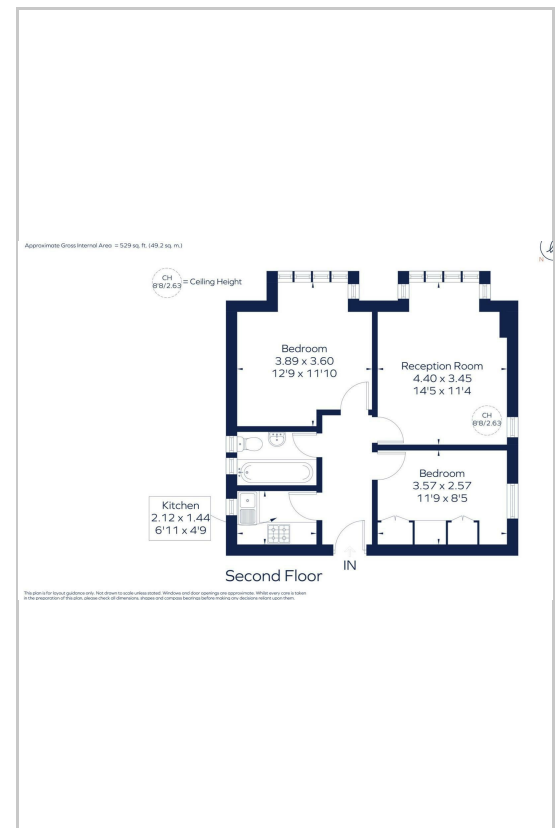 Approximate Gross Internal Area = 529 sq. ft. (49.2 sq. m.)
N
CH
8'8/2.63
= Ceiling Height
Bedroom
3.89 x 3.60
12'9 x 11'10
Reception Room
4.40 x 3.45
14'5 x 11'4
CH
8'8/2.63
Bedroom
3.57 x 2.57
11'9 x 8'5
Kitchen
2.12 x 1.44
6'11 x 4'9
IN
Second Floor
This plan is for layout guidance only. Not drawn to scale unless stated. Windows and door openings are approximate. Whilst every care is taken
in the preparation of this plan, please check all dimensions, shapes and compass bearings before making any decisions reliant upon them.